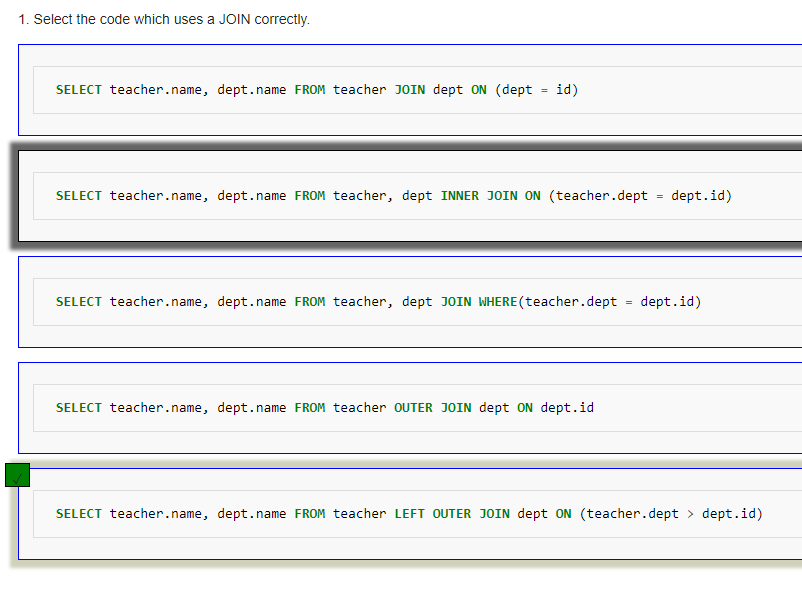 1. Select the code which uses a JOIN correctly.
SELECT teacher.name, dept.name FROM teacher JOIN dept ON (dept = id)
SELECT teacher.name, dept.name FROM teacher, dept INNER JOIN ON (teacher.dept = dept.id)
SELECT teacher.name, dept.name FROM teacher, dept JOIN WHERE(teacher.dept = dept.id)
SELECT teacher.name, dept.name FROM teacher OUTER JOIN dept ON dept.id
✓
SELECT teacher.name, dept.name FROM teacher LEFT OUTER JOIN dept ON (teacher.dept > dept.id)